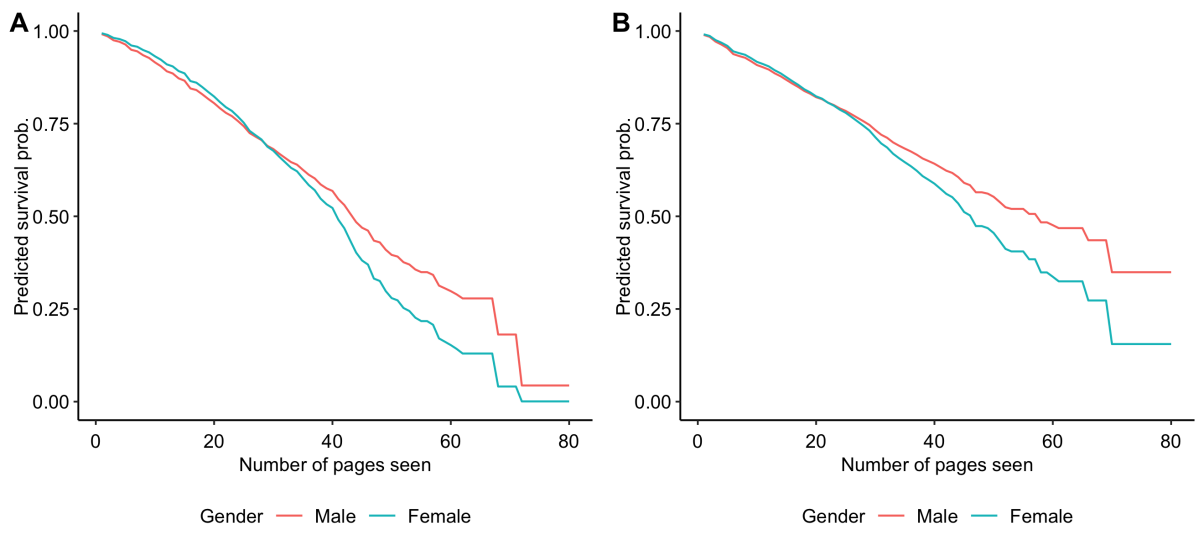 A
Predicted survival prob.
1.00
0.75
0.50
0.25
0.00
0 20 40 60 80
Number of pages seen
Gender Male Female
B
Predicted survival prob.
1.00
0.75
0.50
0.25
0.00
0 20 40 60 80
Number of pages seen
Gender Male Female